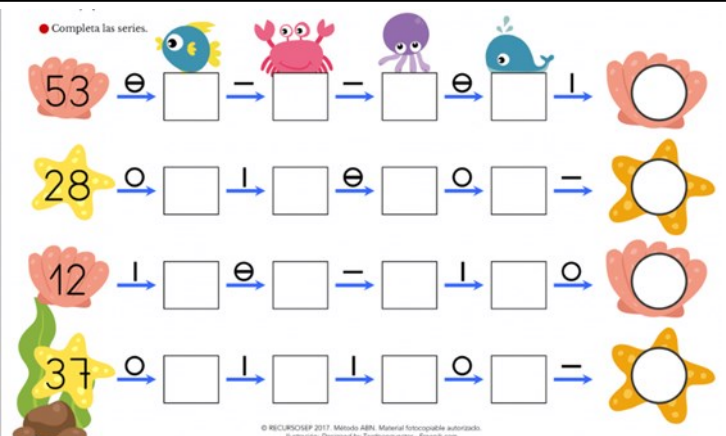 Completa las series.
53 ⊖ – – ⊖ |
28 O | ⊖ O –
12 | ⊖ – | O
37 O | | O –
© RECURSOSEP 2017. Método ABN. Material fotocopiable autorizado.